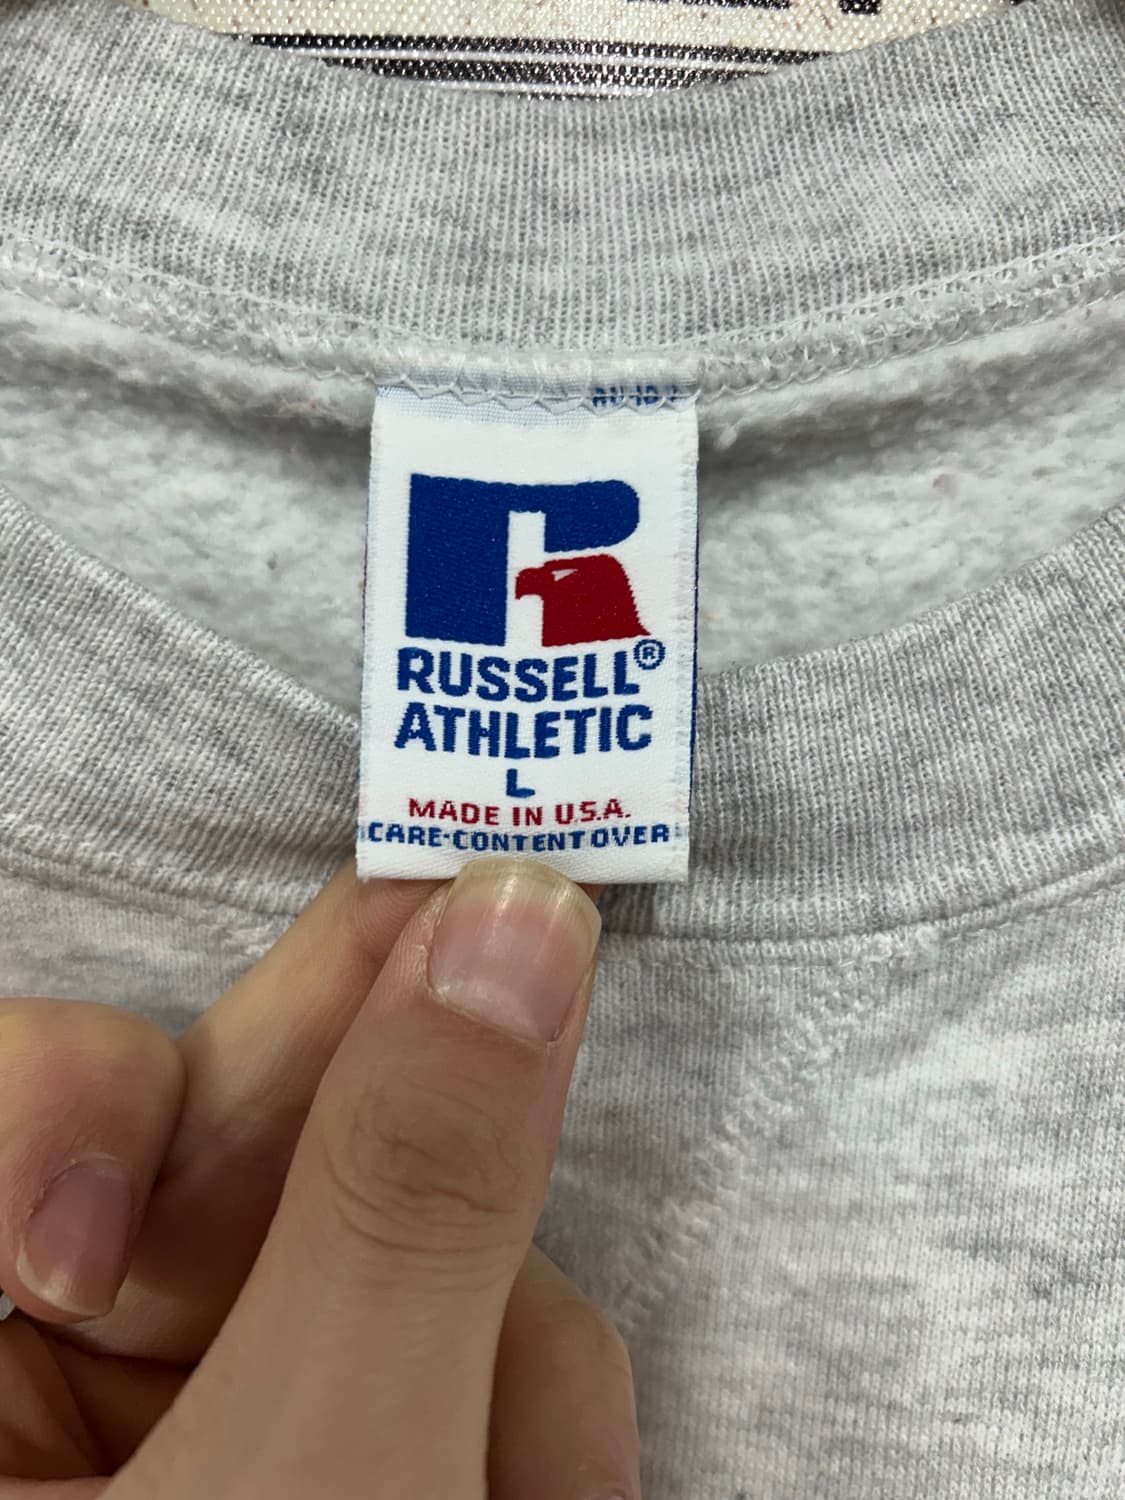 RUSSELL®
ATHLETIC
L
MADE IN U.S.A.
CARE-CONTENT OVER